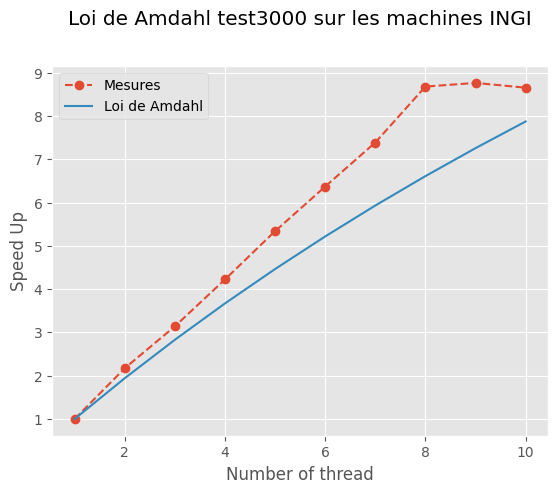 Loi de Amdahl test3000 sur les machines INGI
Mesures
Loi de Amdahl
Speed Up
9
8
7
6
5
4
3
2
1
2
4
6
8
10
Number of thread